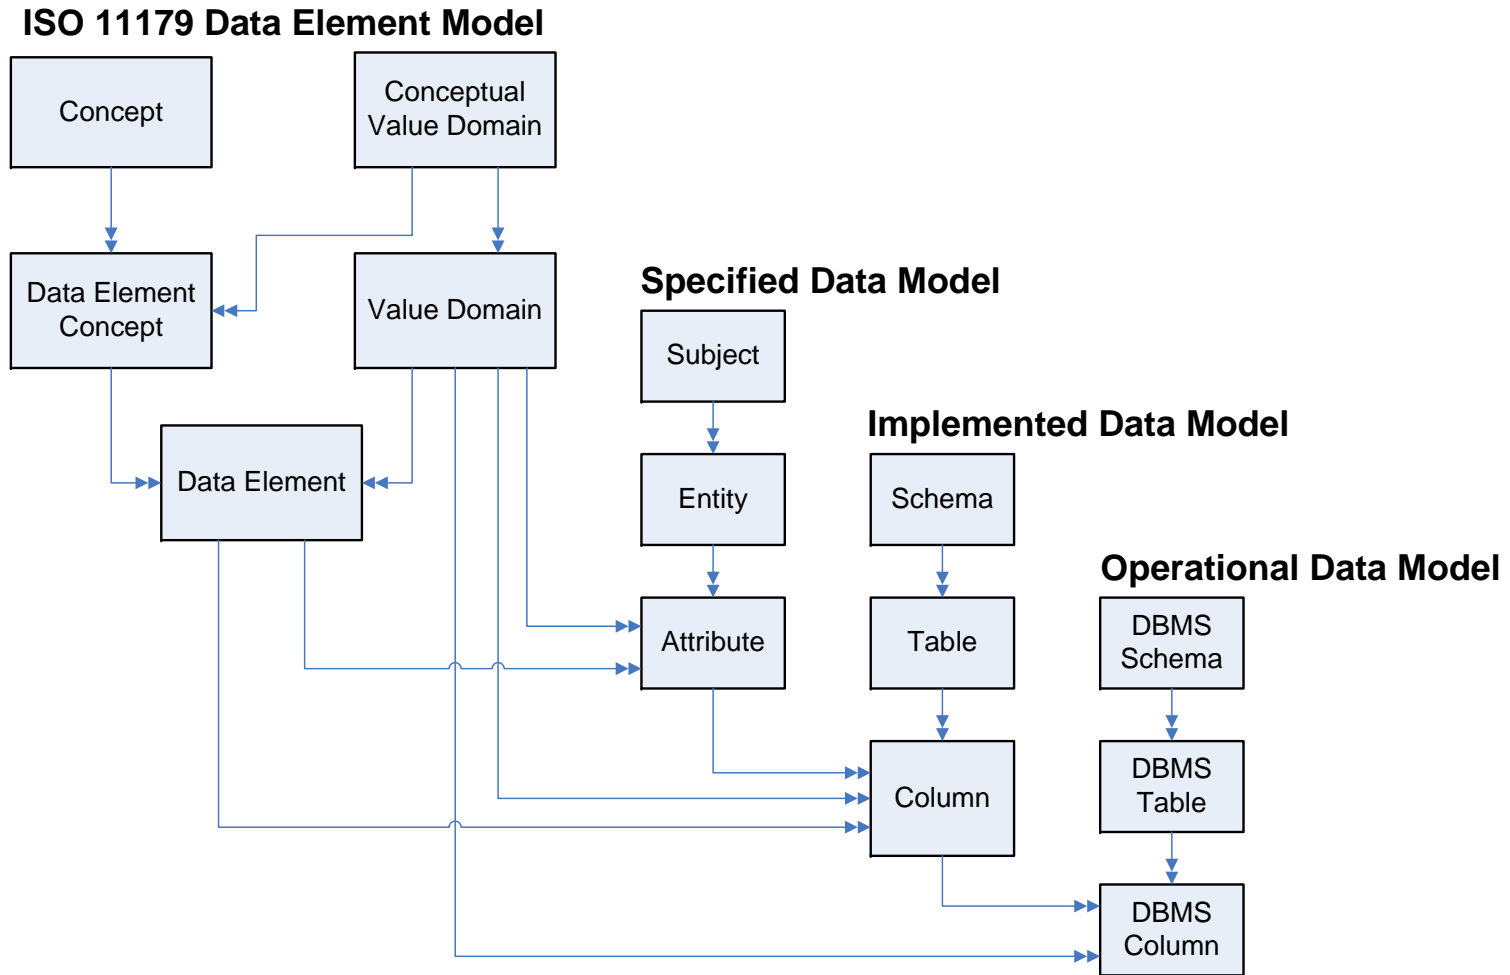 ISO 11179 Data Element Model
Concept
Conceptual
Value Domain
Data Element
Concept
Value Domain
Data Element
Specified Data Model
Subject
Entity
Attribute
Implemented Data Model
Schema
Table
Column
Operational Data Model
DBMS
Schema
DBMS
Table
DBMS
Column